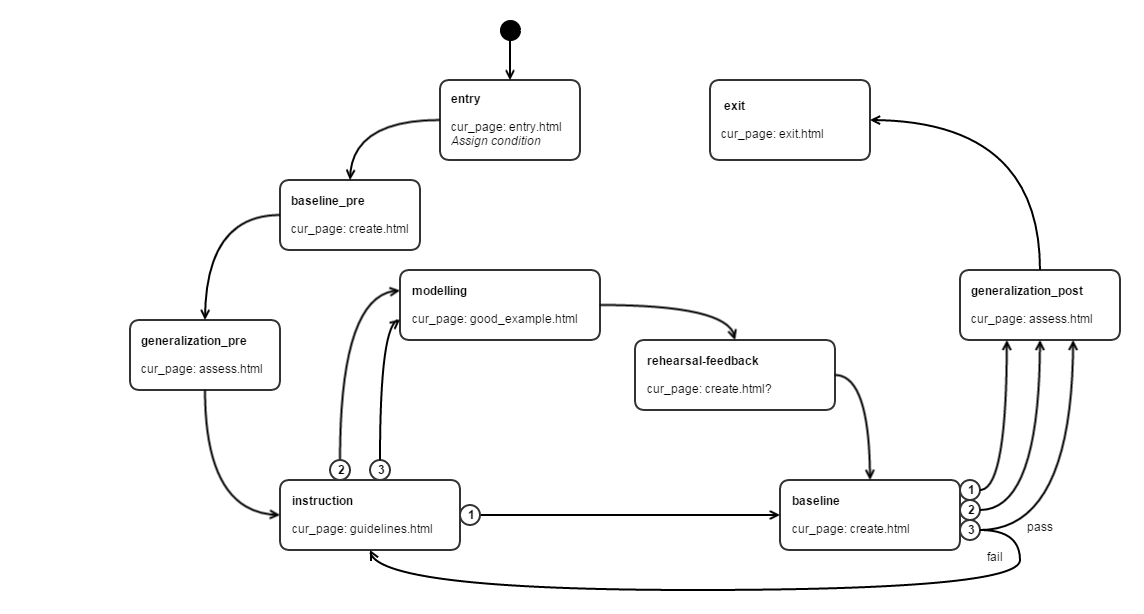 entry
cur_page: entry.html
Assign condition
exit
cur_page: exit.html
baseline_pre
cur_page: create.html
modelling
cur_page: good_example.html
generalization_post
cur_page: assess.html
generalization_pre
cur_page: assess.html
rehearsal-feedback
cur_page: create.html?
2
3
instruction
cur_page: guidelines.html
1
baseline
cur_page: create.html
1
2
3
pass
fail